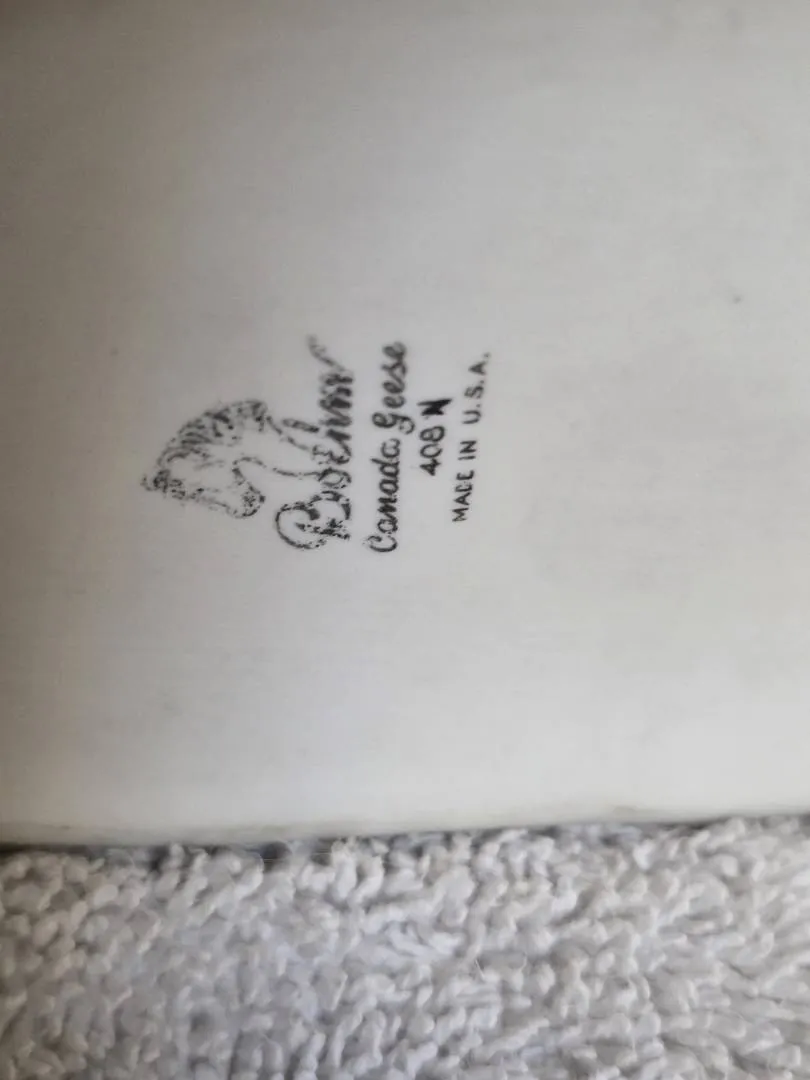 Boehm
Canada Geese
408 N
MADE IN U.S.A.